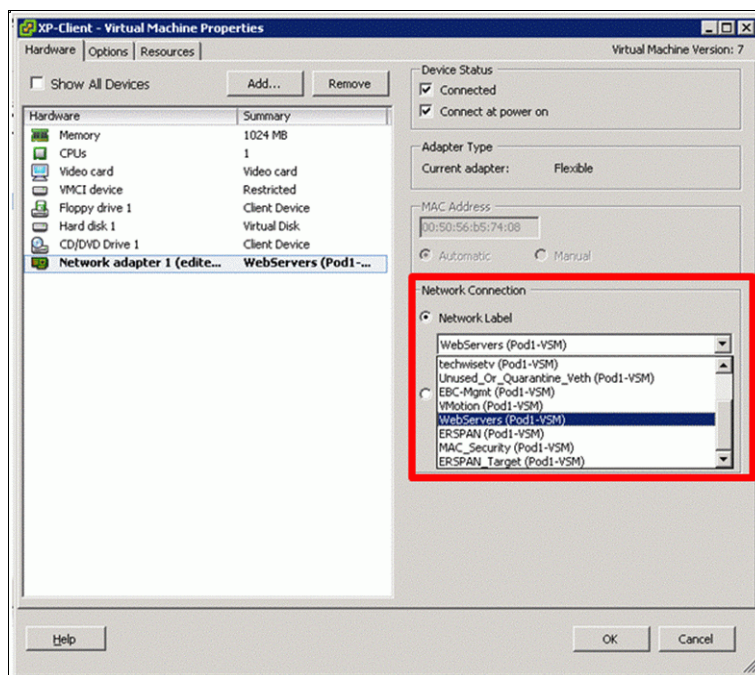 XP-Client - Virtual Machine Properties
Hardware Options Resources
Virtual Machine Version: 7
Show All Devices
Add...
Remove
Hardware Summary
Memory 1024 MB
CPUs 1
Video card Video card
VMCI device Restricted
Floppy drive 1 Client Device
Hard disk 1 Virtual Disk
CD/DVD Drive 1 Client Device
Network adapter 1 (edite... WebServers (Pod1-...
Device Status
Connected
Connect at power on
Adapter Type
Current adapter: Flexible
MAC Address
00:50:56:b5:74:08
Automatic Manual
Network Connection
Network Label
WebServers (Pod1-VSM)
techwisetv (Pod1-VSM)
Unused_Or_Quarantine_Veth (Pod1-VSM)
EBC-Mgmt (Pod1-VSM)
VMotion (Pod1-VSM)
WebServers (Pod1-VSM)
ERSPAN (Pod1-VSM)
MAC_Security (Pod1-VSM)
ERSPAN_Target (Pod1-VSM)
Help
OK
Cancel